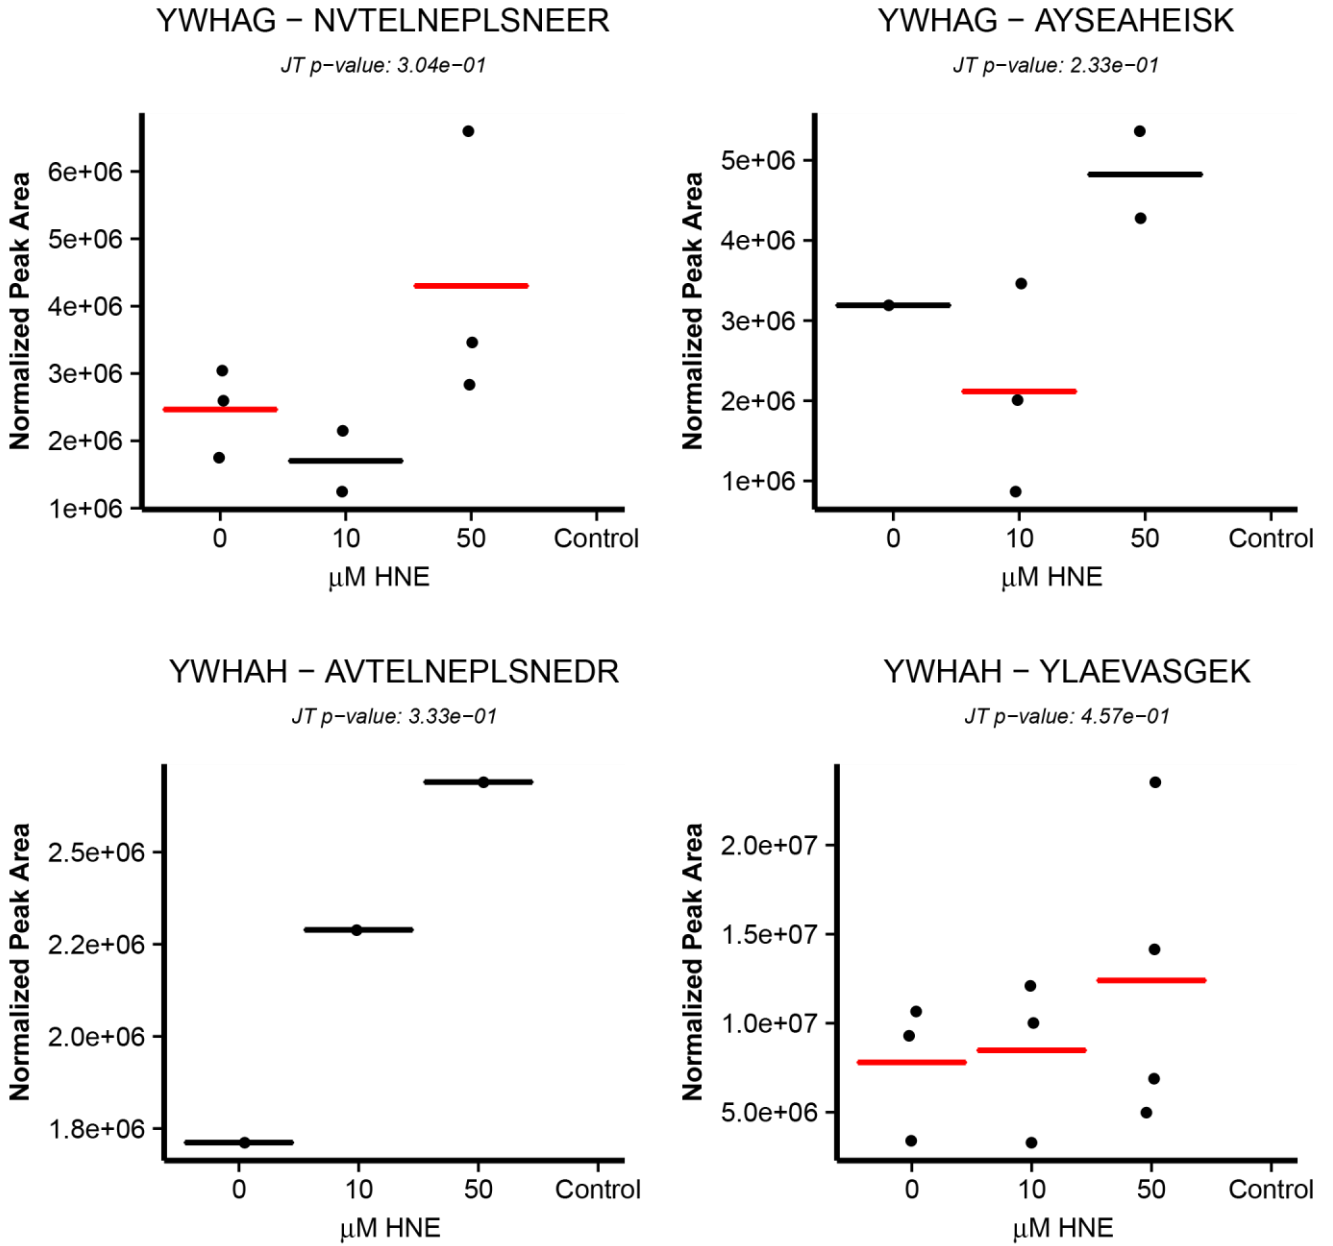 YWHAG − NVTELNEPLSNEER
JT p−value: 3.04e−01
Normalized Peak Area
6e+06
5e+06
4e+06
3e+06
2e+06
1e+06
0 10 50 Control
μM HNE
YWHAG − AYSEAHEISK
JT p−value: 2.33e−01
Normalized Peak Area
5e+06
4e+06
3e+06
2e+06
1e+06
0 10 50 Control
μM HNE
YWHAH − AVTELNEPLSNEDR
JT p−value: 3.33e−01
Normalized Peak Area
2.5e+06
2.2e+06
2.0e+06
1.8e+06
0 10 50 Control
μM HNE
YWHAH − YLAEVASGEK
JT p−value: 4.57e−01
Normalized Peak Area
2.0e+07
1.5e+07
1.0e+07
5.0e+06
0 10 50 Control
μM HNE